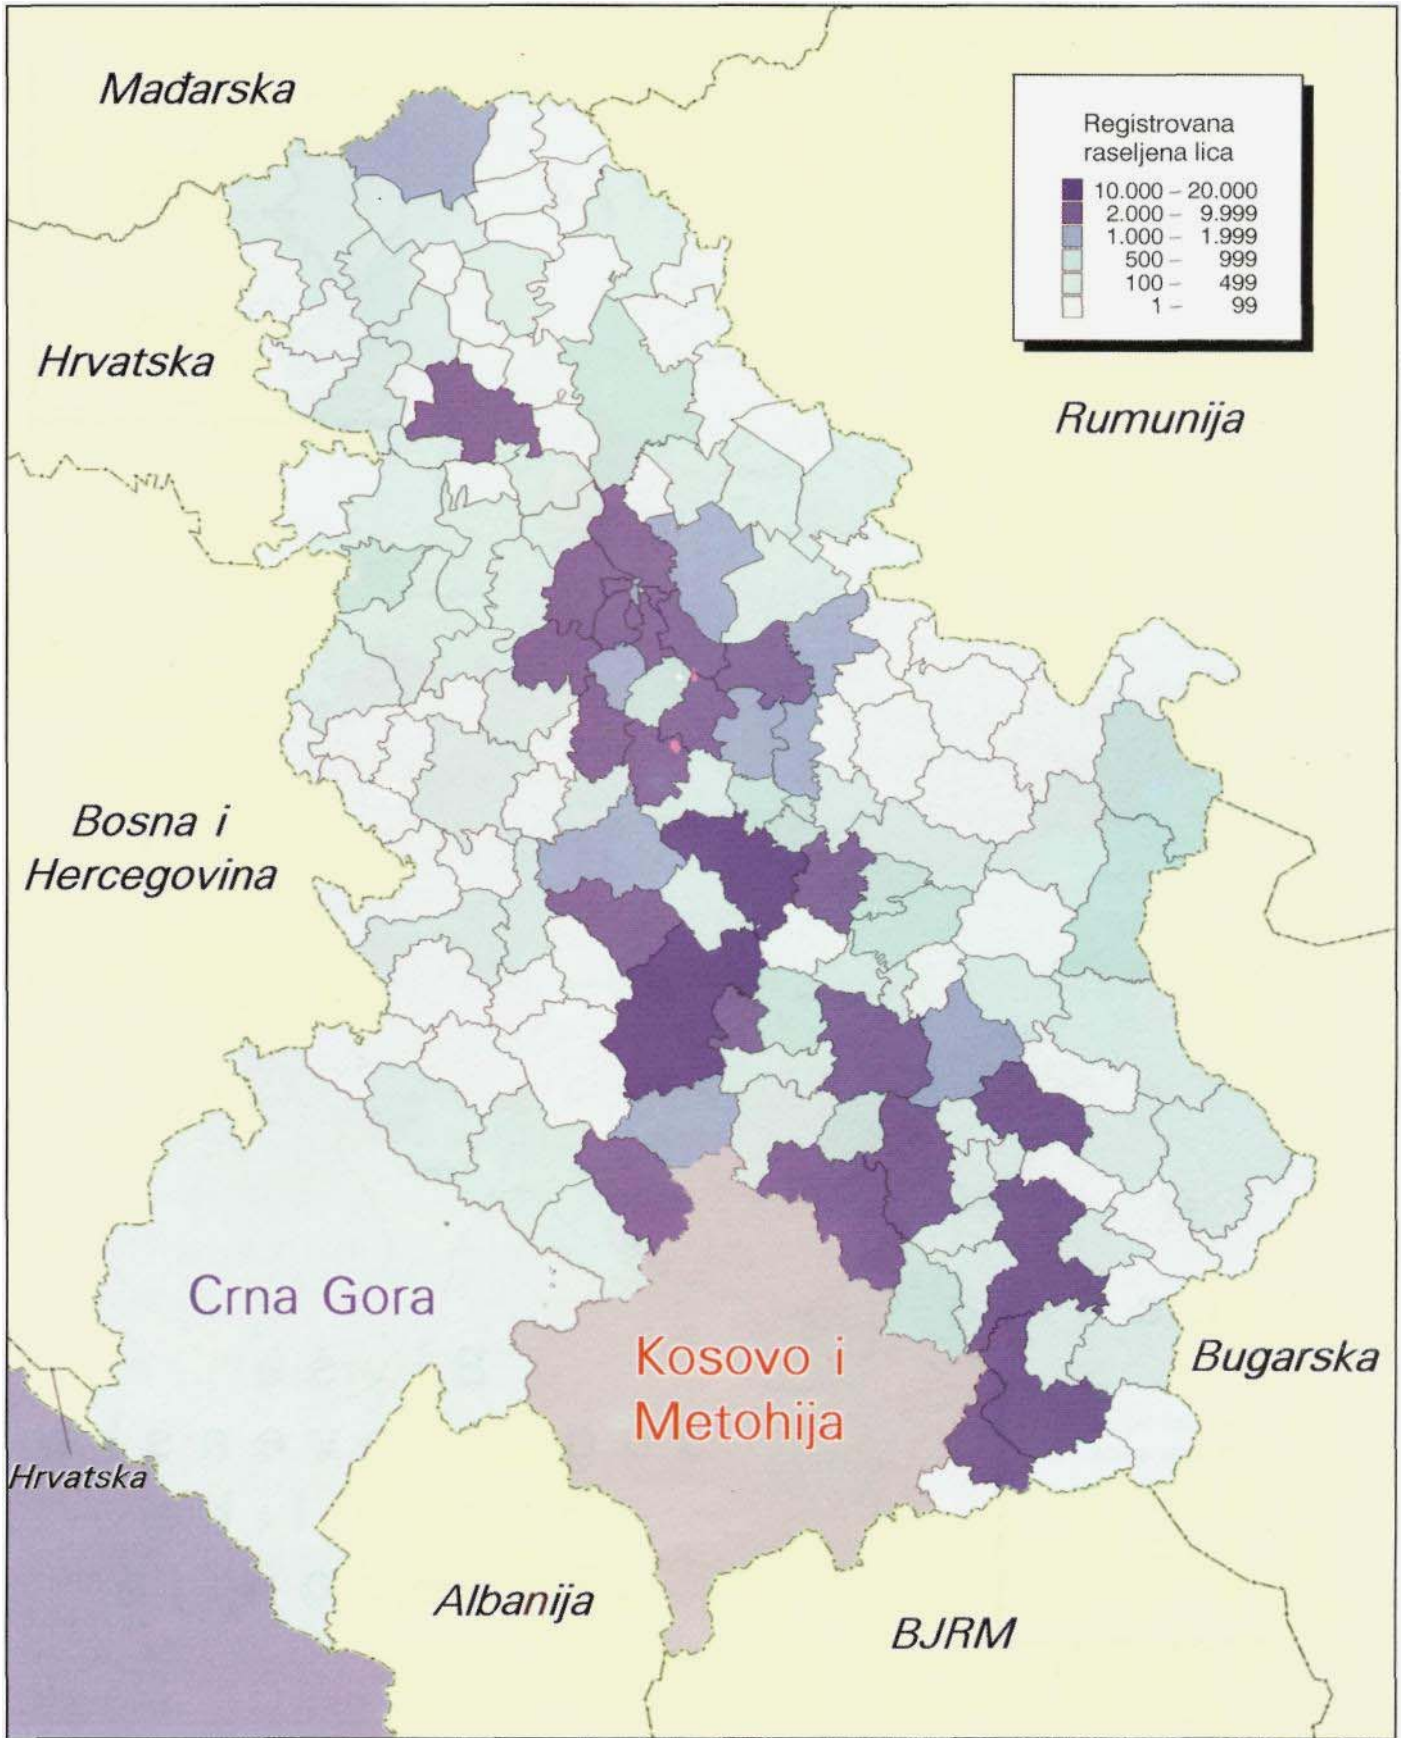 Mađarska
Registrovana
raseljena lica
10.000 – 20.000
2.000 – 9.999
1.000 – 1.999
500 – 999
100 – 499
1 – 99
Hrvatska
Rumunija
Bosna i
Hercegovina
Crna Gora
Kosovo i
Metohija
Bugarska
Hrvatska
Albanija
BJRM